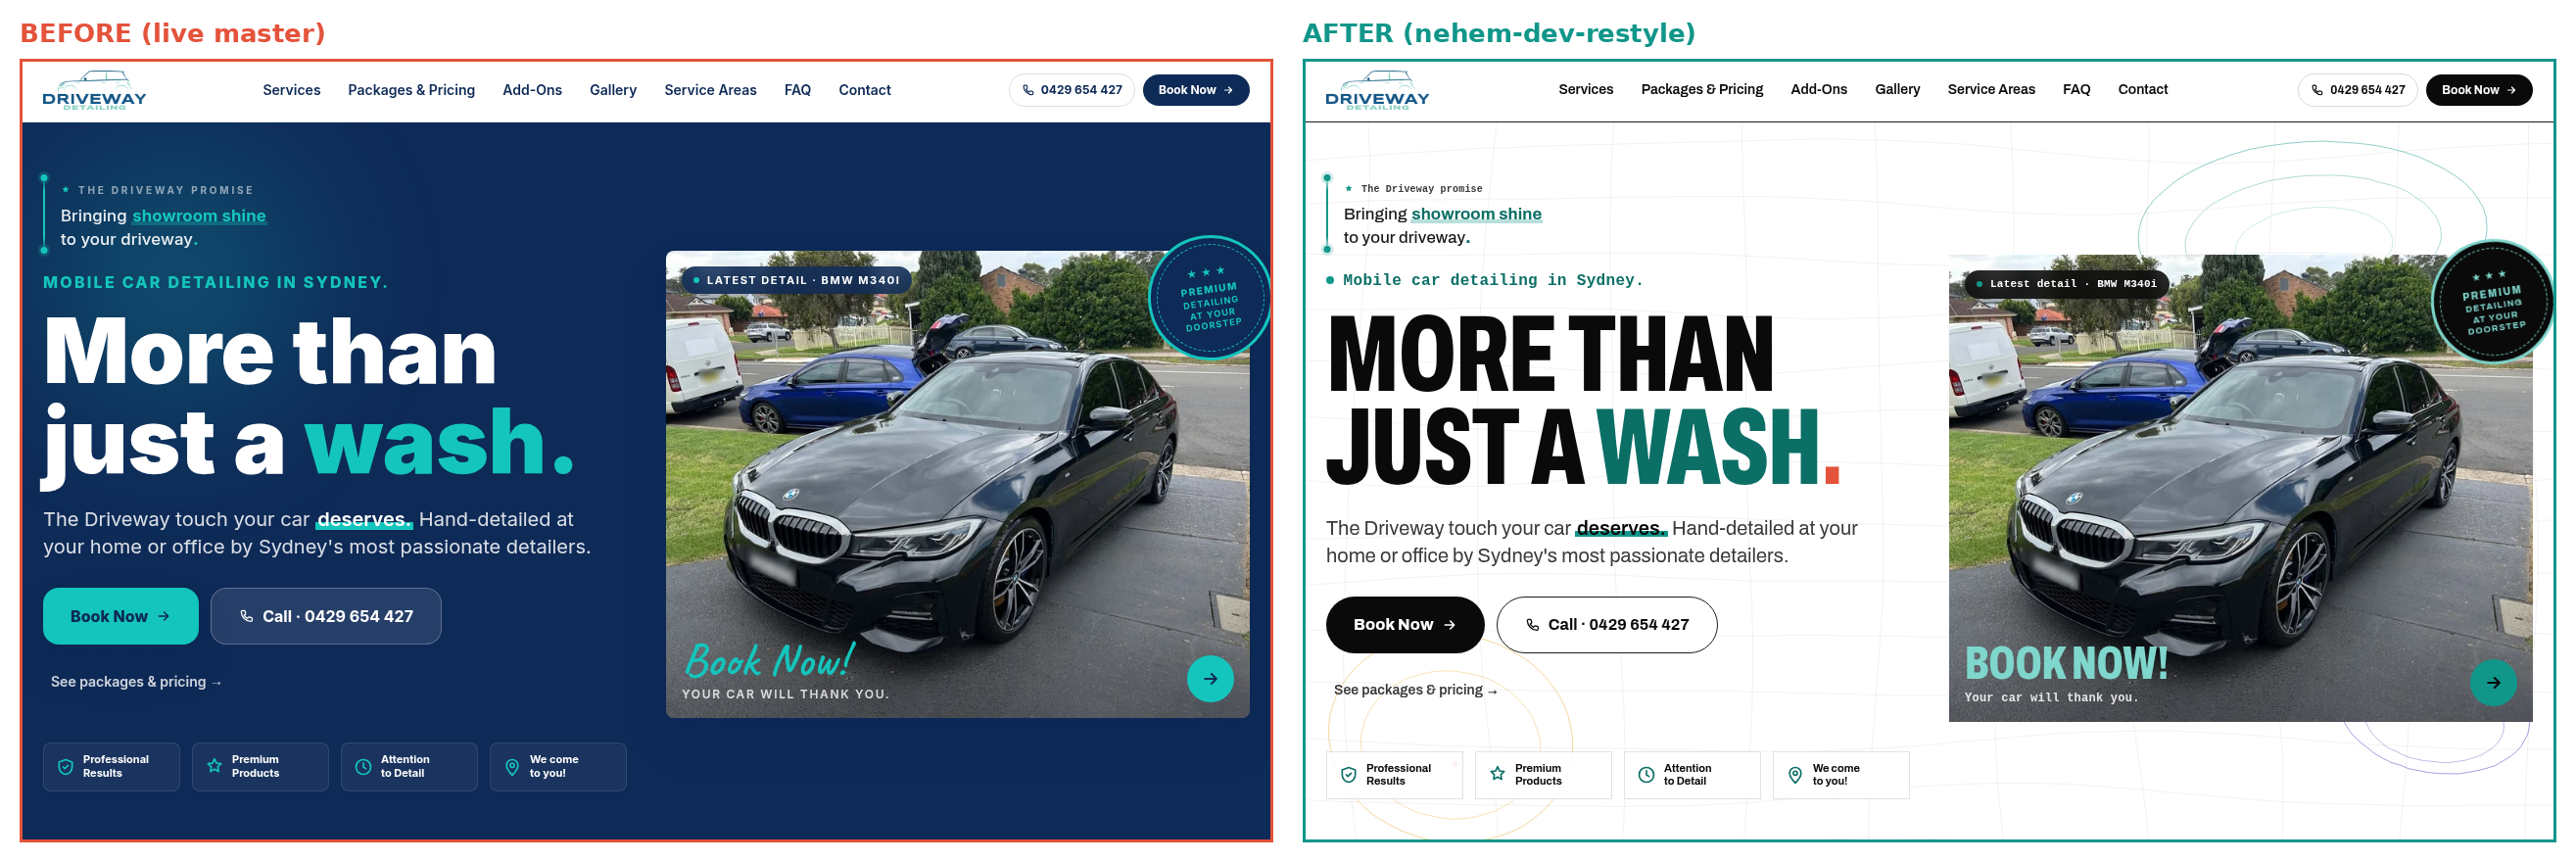 BEFORE (live master)
DRIVEWAY
DETAILING
Services Packages & Pricing Add-Ons Gallery Service Areas FAQ Contact
0429 654 427
Book Now →
★ THE DRIVEWAY PROMISE
Bringing showroom shine
to your driveway.
MOBILE CAR DETAILING IN SYDNEY.
More than
just a wash.
The Driveway touch your car deserves. Hand-detailed at
your home or office by Sydney's most passionate detailers.
Book Now →
Call · 0429 654 427
See packages & pricing →
Professional
Results
Premium
Products
Attention
to Detail
We come
to you!
LATEST DETAIL · BMW M340I
★ ★ ★
PREMIUM
DETAILING
AT YOUR
DOORSTEP
Book Now!
YOUR CAR WILL THANK YOU.
AFTER (nehem-dev-restyle)
DRIVEWAY
DETAILING
Services Packages & Pricing Add-Ons Gallery Service Areas FAQ Contact
0429 654 427
Book Now →
★ The Driveway promise
Bringing showroom shine
to your driveway.
Mobile car detailing in Sydney.
MORE THAN
JUST A WASH.
The Driveway touch your car deserves. Hand-detailed at your
home or office by Sydney's most passionate detailers.
Book Now →
Call · 0429 654 427
See packages & pricing →
Professional
Results
Premium
Products
Attention
to Detail
We come
to you!
Latest detail · BMW M340i
★ ★ ★
PREMIUM
DETAILING
AT YOUR
DOORSTEP
BOOK NOW!
Your car will thank you.